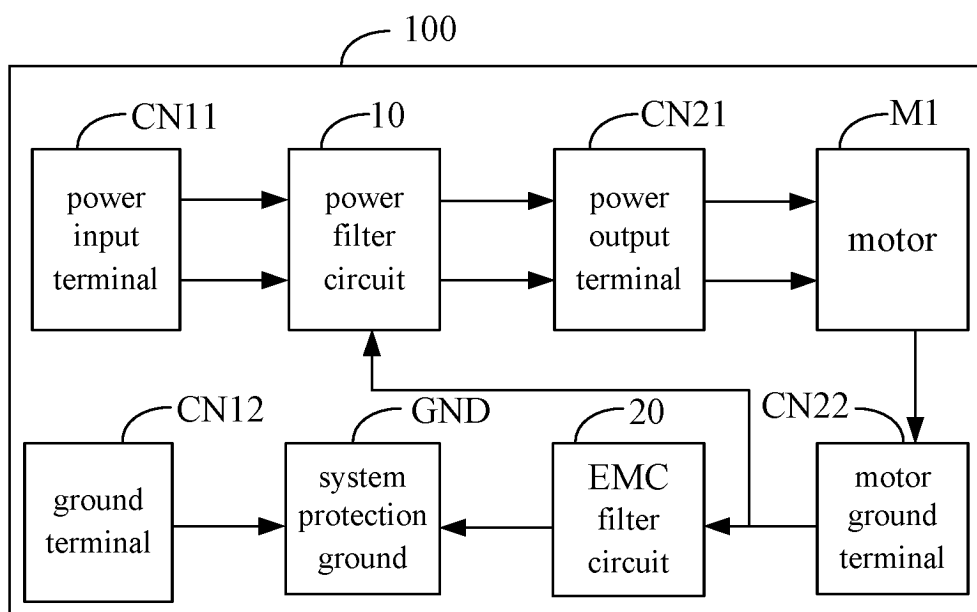 100
CN11
10
CN21
M1
power
input
terminal
power
filter
circuit
power
output
terminal
motor
CN12
GND
20
CN22
ground
terminal
system
protection
ground
EMC
filter
circuit
motor
ground
terminal